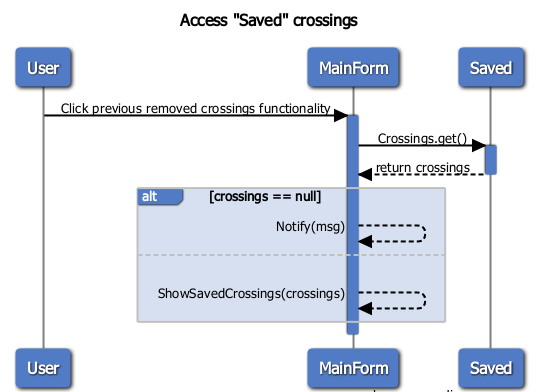 Access "Saved" crossings
User
MainForm
Saved
Click previous removed crossings functionality
Crossings.get()
return crossings
alt
[crossings == null]
Notify(msg)
ShowSavedCrossings(crossings)
User
MainForm
Saved